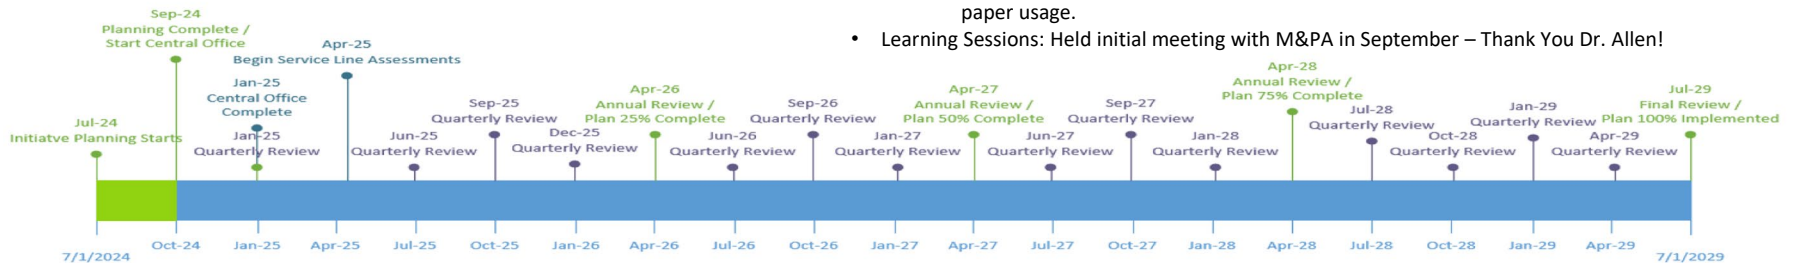 paper usage.
• Learning Sessions: Held initial meeting with M&PA in September – Thank You Dr. Allen!
Jul-24
Initiatve Planning Starts
Sep-24
Planning Complete /
Start Central Office
Jan-25
Central Office
Complete
Jan-25
Quarterly Review
Apr-25
Begin Service Line Assessments
Jun-25
Quarterly Review
Sep-25
Quarterly Review
Dec-25
Quarterly Review
Apr-26
Annual Review /
Plan 25% Complete
Jun-26
Quarterly Review
Sep-26
Quarterly Review
Jan-27
Quarterly Review
Apr-27
Annual Review /
Plan 50% Complete
Jun-27
Quarterly Review
Sep-27
Quarterly Review
Jan-28
Quarterly Review
Apr-28
Annual Review /
Plan 75% Complete
Jul-28
Quarterly Review
Oct-28
Quarterly Review
Jan-29
Quarterly Review
Apr-29
Quarterly Review
Jul-29
Final Review /
Plan 100% Implemented
7/1/2024
Oct-24
Jan-25
Apr-25
Jul-25
Oct-25
Jan-26
Apr-26
Jul-26
Oct-26
Jan-27
Apr-27
Jul-27
Oct-27
Jan-28
Apr-28
Jul-28
Oct-28
Jan-29
Apr-29
7/1/2029